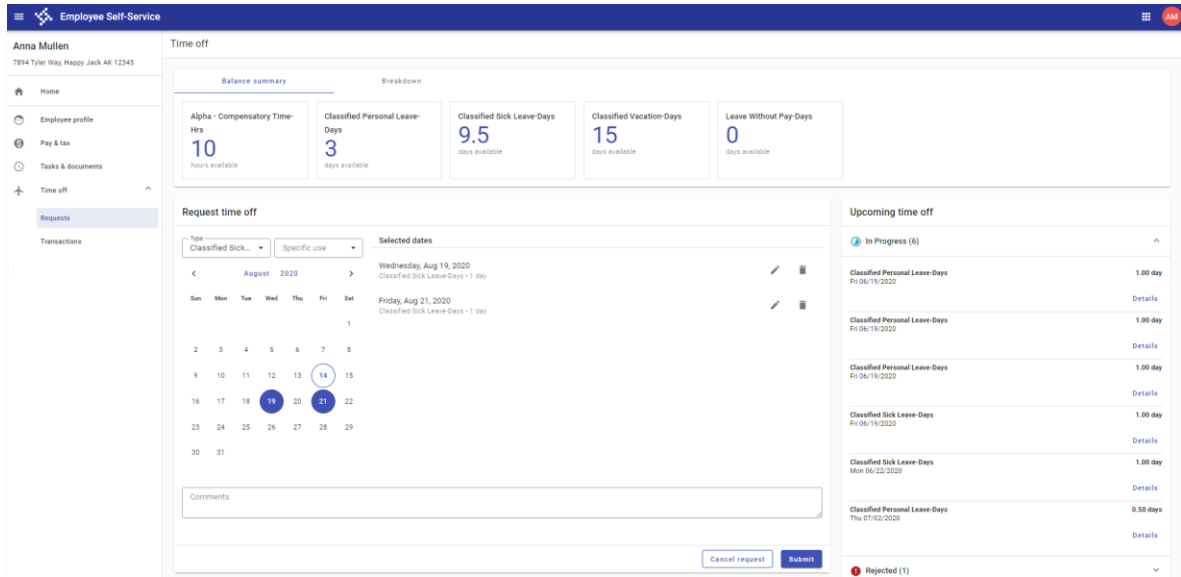 Employee Self-Service
AM
Anna Mullen
7894 Tyler Way, Happy Jack AK 12345
Home
Employee profile
Pay & tax
Tasks & documents
Time off
Requests
Transactions
Time off
Balance summary
Breakdown
Alpha - Compensatory Time-
Hrs
10
hours available
Classified Personal Leave-
Days
3
days available
Classified Sick Leave-Days
9.5
days available
Classified Vacation-Days
15
days available
Leave Without Pay-Days
0
days available
Request time off
Type
Classified Sick...
Specific use
August 2020
Sun Mon Tue Wed Thu Fri Sat
1
2 3 4 5 6 7 8
9 10 11 12 13 14 15
16 17 18 19 20 21 22
23 24 25 26 27 28 29
30 31
Selected dates
Wednesday, Aug 19, 2020
Classified Sick Leave-Days • 1 day
Friday, Aug 21, 2020
Classified Sick Leave-Days • 1 day
Comments
Cancel request
Submit
Upcoming time off
In Progress (6)
Classified Personal Leave-Days 1.00 day
Fri 06/19/2020
Details
Classified Personal Leave-Days 1.00 day
Fri 06/19/2020
Details
Classified Personal Leave-Days 1.00 day
Fri 06/19/2020
Details
Classified Sick Leave-Days 1.00 day
Fri 06/19/2020
Details
Classified Sick Leave-Days 1.00 day
Mon 06/22/2020
Details
Classified Personal Leave-Days 0.50 days
Thu 07/02/2020
Details
Rejected (1)